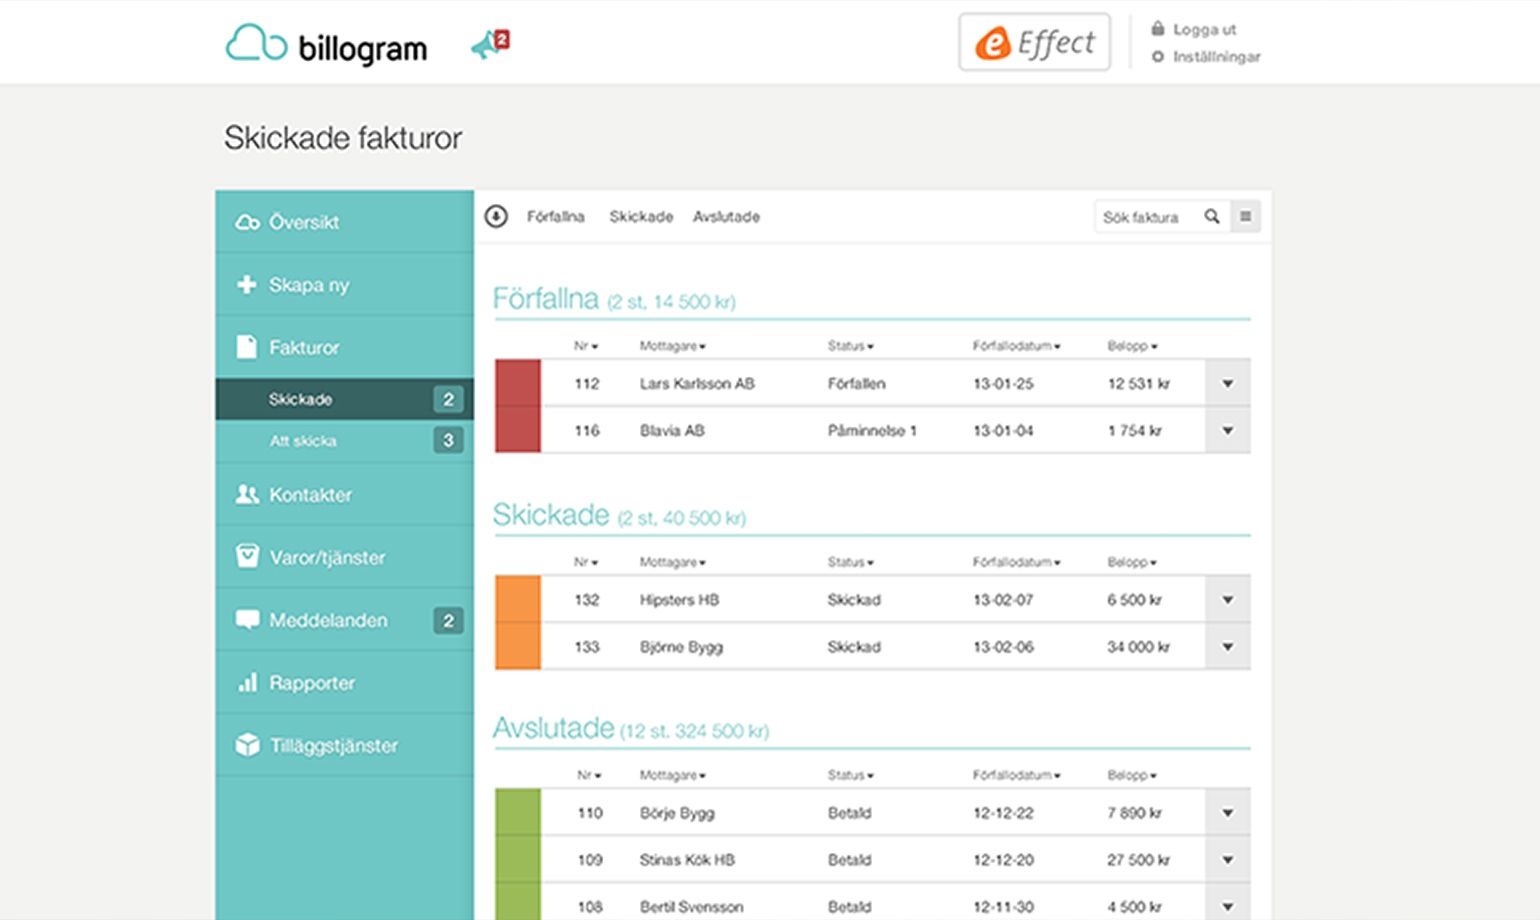 billogram 2 e Effect Logga ut
Inställningar
Skickade fakturor
Översikt
Skapa ny
Fakturor
Skickade 2
Att skicka 3
Kontakter
Varor/tjänster
Meddelanden 2
Rapporter
Tilläggstjänster
Förfallna Skickade Avslutade Sök faktura
Förfallna (2 st, 14 500 kr)
Nr Mottagare Status Förfallodatum Belopp
112 Lars Karlsson AB Förfallen 13-01-25 12 531 kr
116 Blavia AB Påminnelse 1 13-01-04 1 754 kr
Skickade (2 st, 40 500 kr)
Nr Mottagare Status Förfallodatum Belopp
132 Hipsters HB Skickad 13-02-07 6 500 kr
133 Björne Bygg Skickad 13-02-06 34 000 kr
Avslutade (12 st. 324 500 kr)
Nr Mottagare Status Förfallodatum Belopp
110 Börje Bygg Betald 12-12-22 7 890 kr
109 Stinas Kök HB Betald 12-12-20 27 500 kr
108 Bertil Svensson Betald 12-11-30 4 500 kr